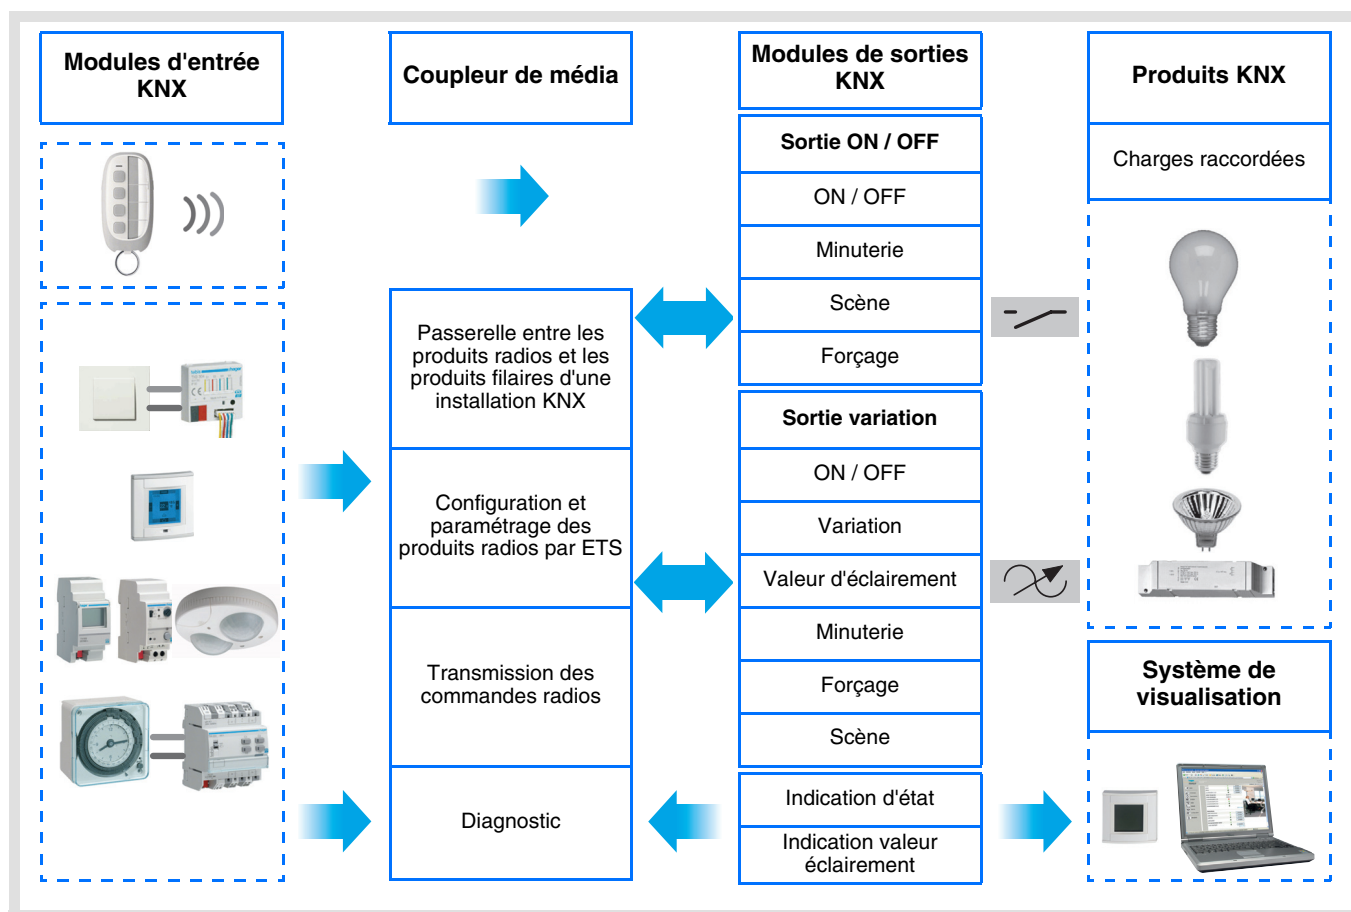 Modules d'entrée
KNX
Coupleur de média
Modules de sorties
KNX
Produits KNX
Sortie ON / OFF
Charges raccordées
ON / OFF
Minuterie
Scène
Forçage
Passerelle entre les
produits radios et les
produits filaires d'une
installation KNX
Sortie variation
ON / OFF
Configuration et
paramétrage des
produits radios par ETS
Variation
Valeur d'éclairement
Minuterie
Transmission des
commandes radios
Forçage
Scène
Système de
visualisation
Diagnostic
Indication d'état
Indication valeur
éclairement